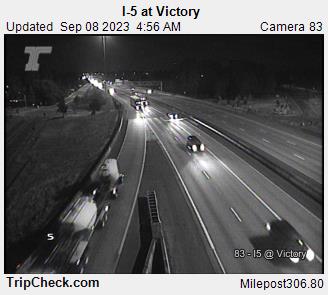 I-5 at Victory
Updated Sep 08 2023 4:56 AM Camera 83
T
S
83 - I5 @ Victory
TripCheck.com Milepost306.80